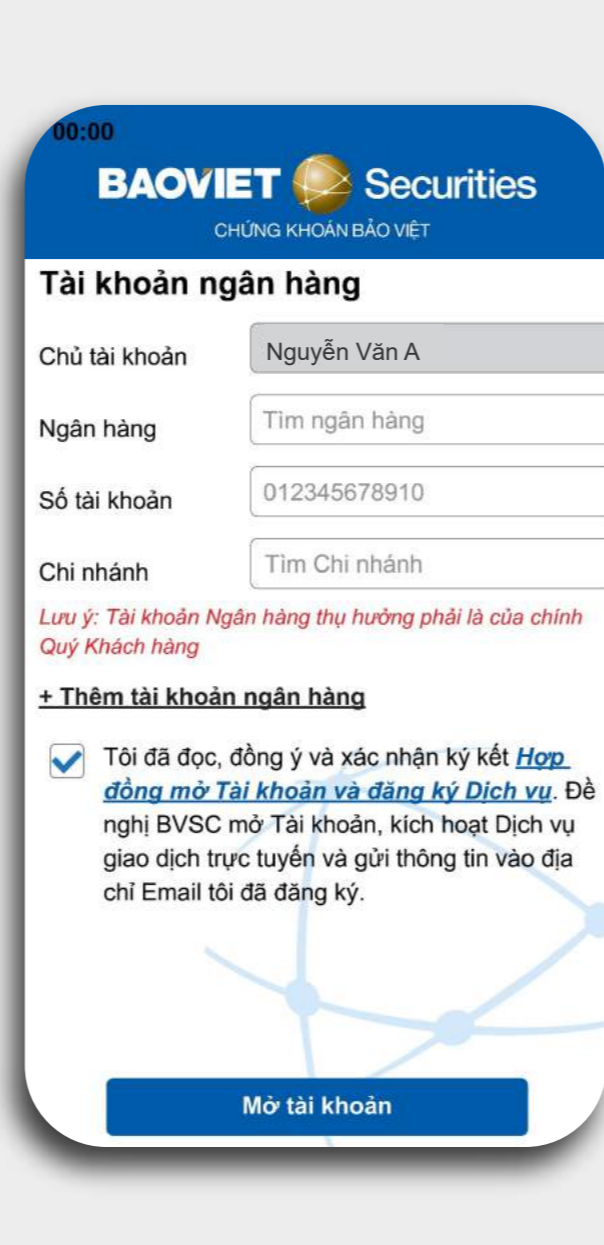 00:00
BAOVIET Securities
CHỨNG KHOÁN BẢO VIỆT
Tài khoản ngân hàng
Chủ tài khoản Nguyễn Văn A
Ngân hàng Tìm ngân hàng
Số tài khoản 012345678910
Chi nhánh Tìm Chi nhánh
Lưu ý: Tài khoản Ngân hàng thụ hưởng phải là của chính
Quý Khách hàng
+ Thêm tài khoản ngân hàng
Tôi đã đọc, đồng ý và xác nhận ký kết Hợp
đồng mở Tài khoản và đăng ký Dịch vụ. Đề
nghị BVSC mở Tài khoản, kích hoạt Dịch vụ
giao dịch trực tuyến và gửi thông tin vào địa
chỉ Email tôi đã đăng ký.
Mở tài khoản